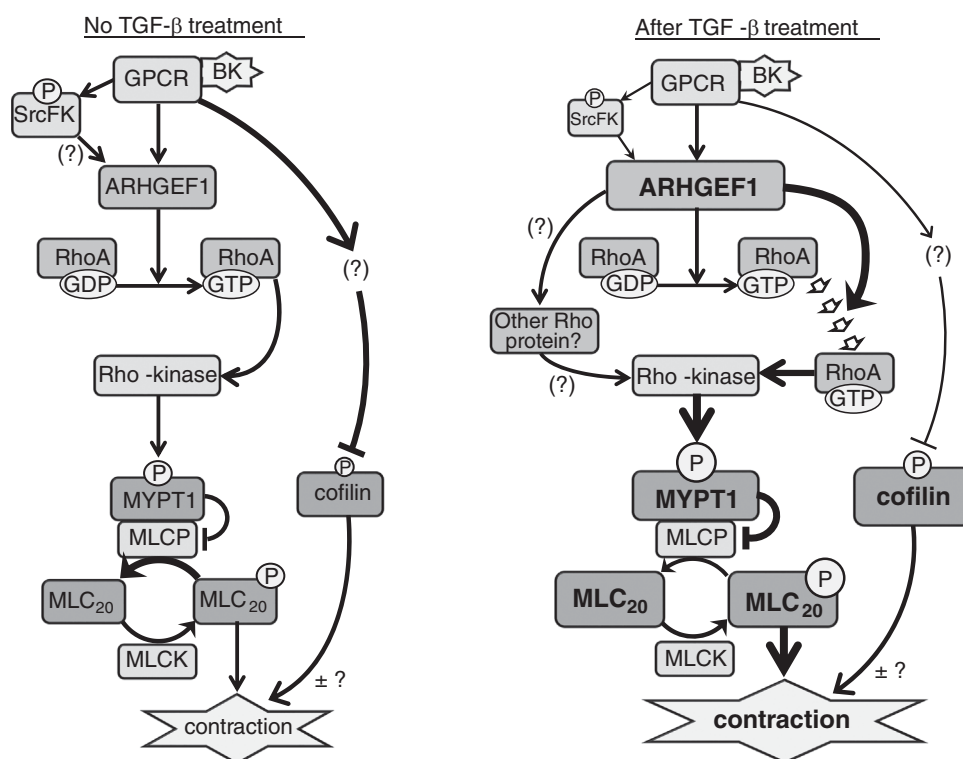 No TGF-β treatment
GPCR
BK
P
SrcFK
(?)
ARHGEF1
RhoA
GDP
RhoA
GTP
(?)
Rho -kinase
P
MYPT1
MLCP
P
cofilin
MLC20
P
MLC20
MLCK
± ?
contraction
After TGF -β treatment
GPCR
BK
P
SrcFK
ARHGEF1
(?)
RhoA
GDP
RhoA
GTP
(?)
Other Rho
protein?
(?)
Rho -kinase
RhoA
GTP
P
MYPT1
MLCP
P
cofilin
MLC20
P
MLC20
MLCK
± ?
contraction